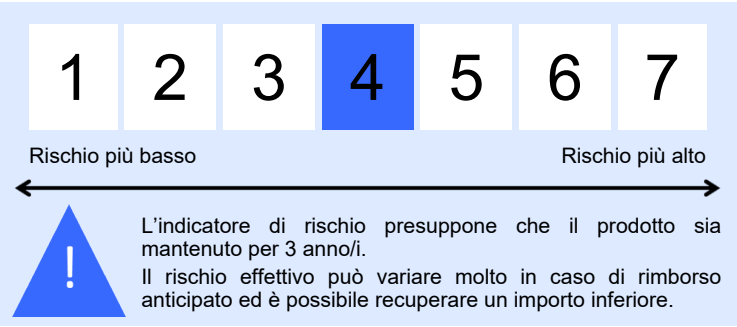 1 2 3 4 5 6 7
Rischio più basso Rischio più alto
!
L'indicatore di rischio presuppone che il prodotto sia
mantenuto per 3 anno/i.
Il rischio effettivo può variare molto in caso di rimborso
anticipato ed è possibile recuperare un importo inferiore.